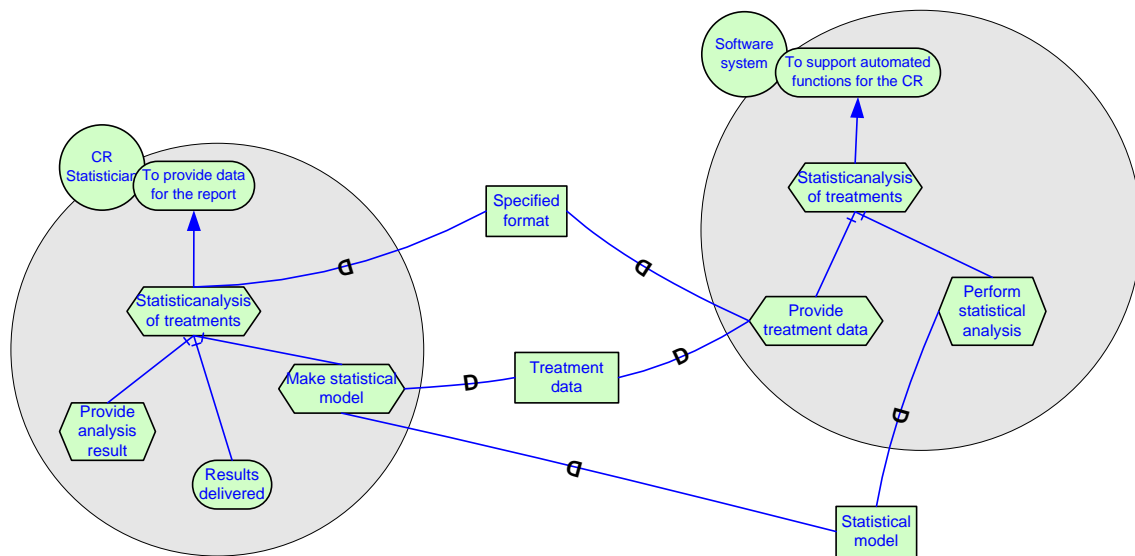 Software
system
To support automated
functions for the CR
CR
Statistician
To provide data
for the report
Statisticanalysis
of treatments
Specified
format
D
D
Statisticanalysis
of treatments
Provide
treatment data
Perform
statistical
analysis
Make statistical
model
D
Treatment
data
D
Provide
analysis
result
Results
delivered
D
D
Statistical
model